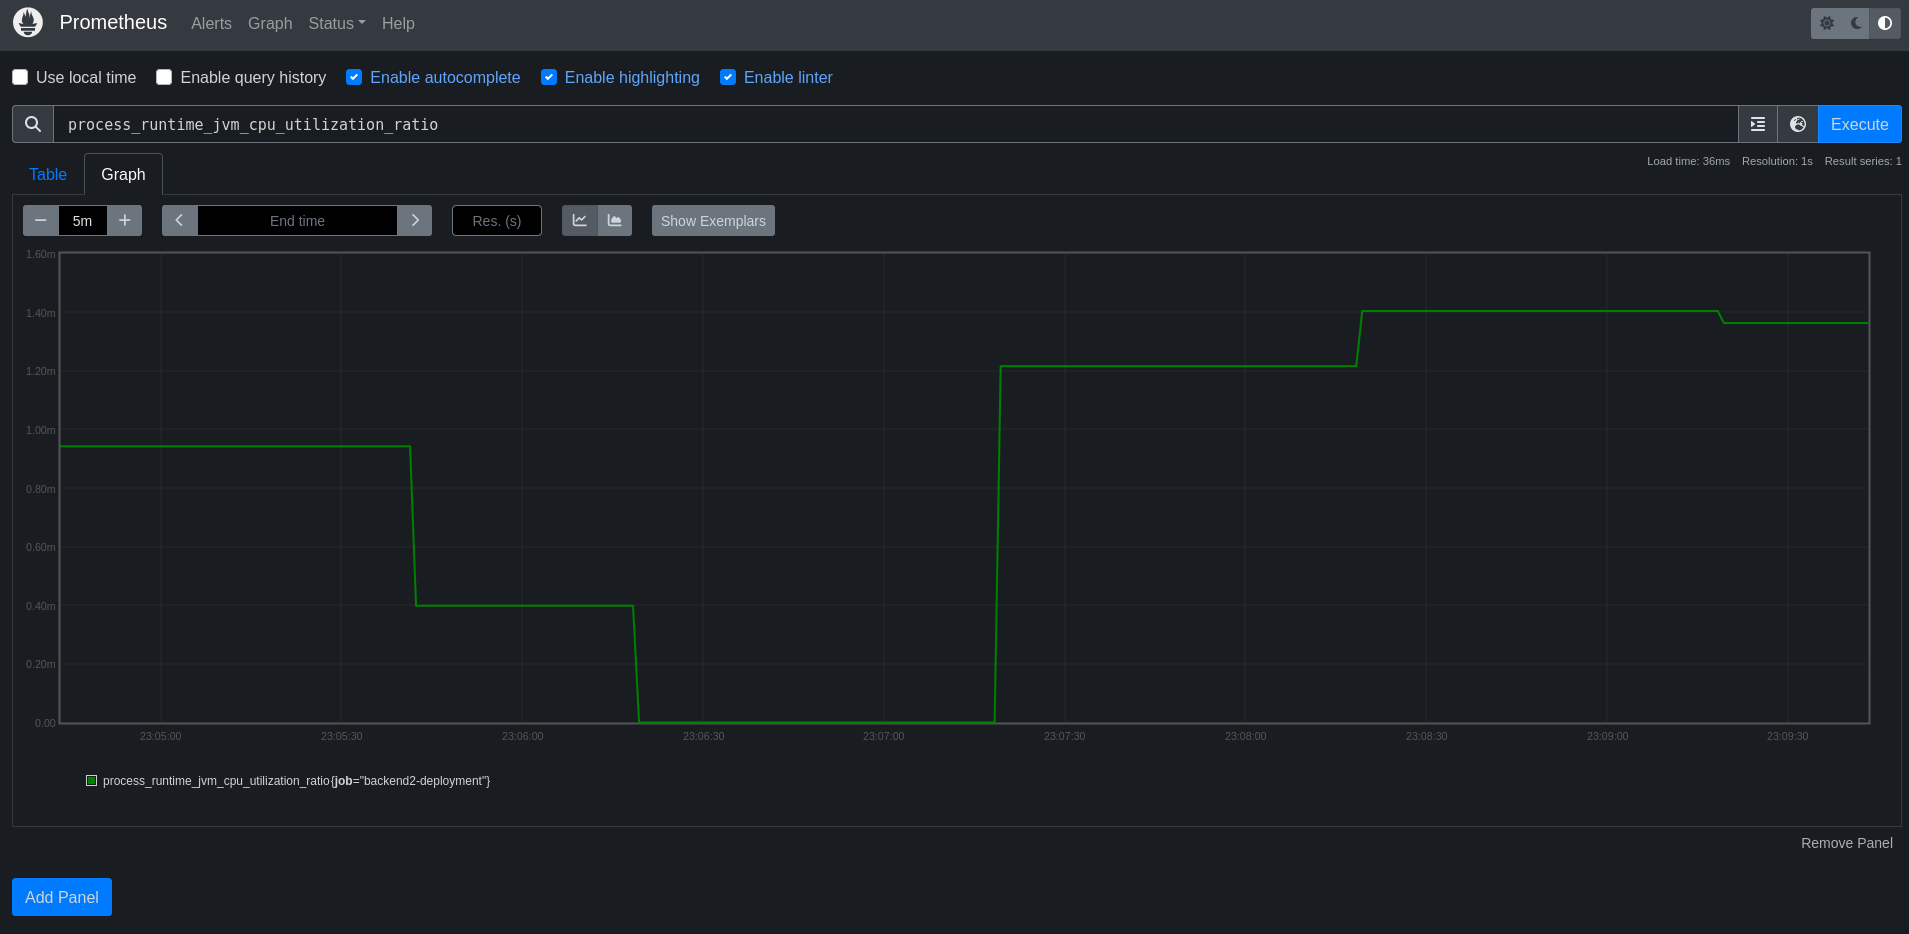 Prometheus Alerts Graph Status Help
Use local time Enable query history Enable autocomplete Enable highlighting Enable linter
process_runtime_jvm_cpu_utilization_ratio Execute
Table Graph Load time: 36ms Resolution: 1s Result series: 1
5m End time Res. (s) Show Exemplars
1.60m
1.40m
1.20m
1.00m
0.80m
0.60m
0.40m
0.20m
0.00
23:05:00 23:05:30 23:06:00 23:06:30 23:07:00 23:07:30 23:08:00 23:08:30 23:09:00 23:09:30
process_runtime_jvm_cpu_utilization_ratio{job="backend2-deployment"}
Remove Panel
Add Panel